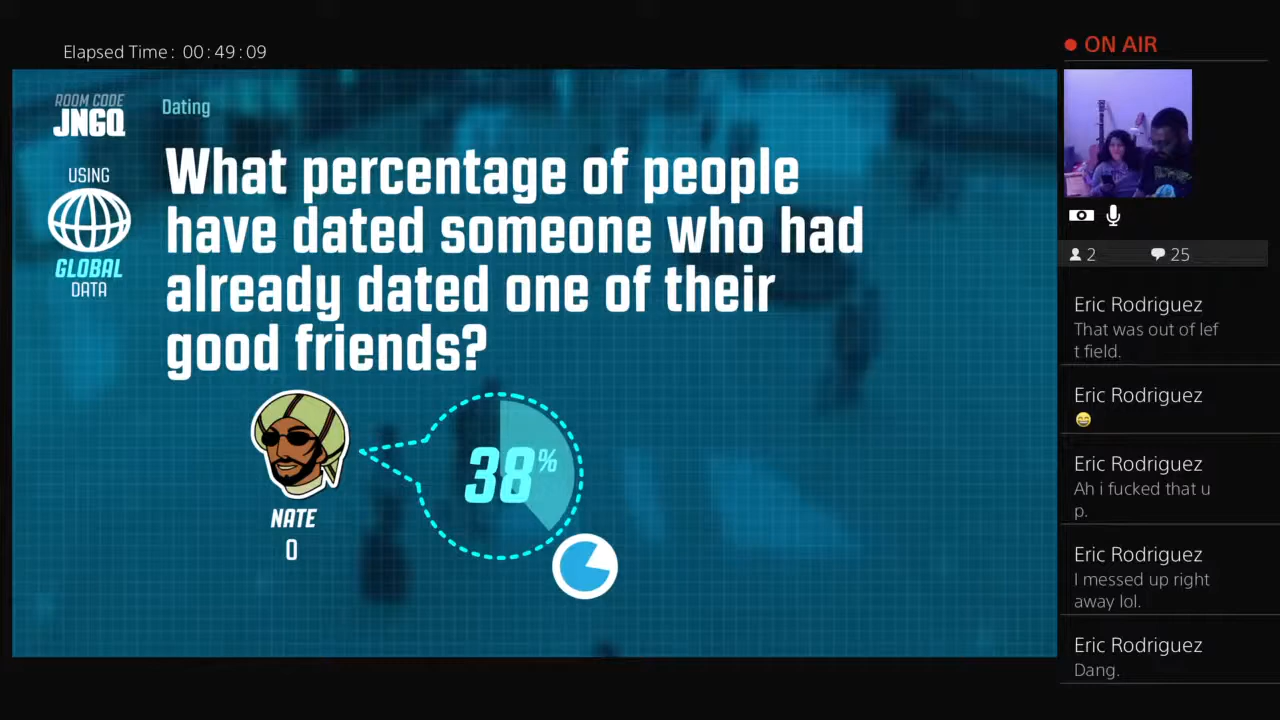 Elapsed Time: 00:49:09
ON AIR
ROOM CODE
JNGQ
Dating
USING
GLOBAL
DATA
What percentage of people
have dated someone who had
already dated one of their
good friends?
38%
NATE
0
2
25
Eric Rodriguez
That was out of lef
t field.
Eric Rodriguez
😄
Eric Rodriguez
Ah i fucked that u
p.
Eric Rodriguez
I messed up right
away lol.
Eric Rodriguez
Dang.